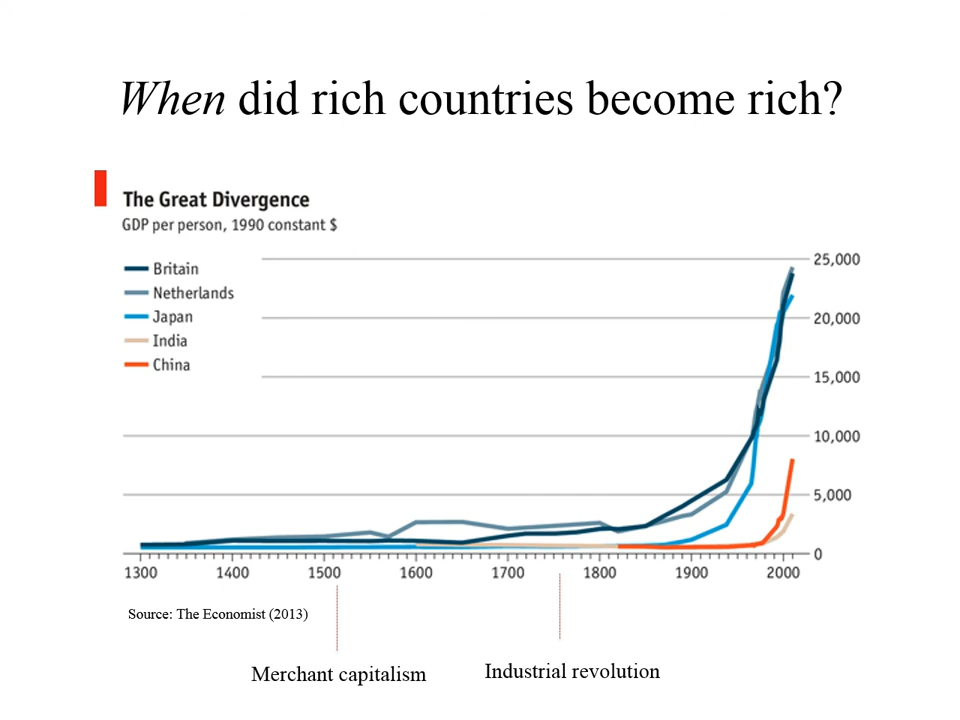 When did rich countries become rich?
The Great Divergence
GDP per person, 1990 constant $
Britain
Netherlands
Japan
India
China
25,000
20,000
15,000
10,000
5,000
0
1300 1400 1500 1600 1700 1800 1900 2000
Source: The Economist (2013)
Merchant capitalism
Industrial revolution